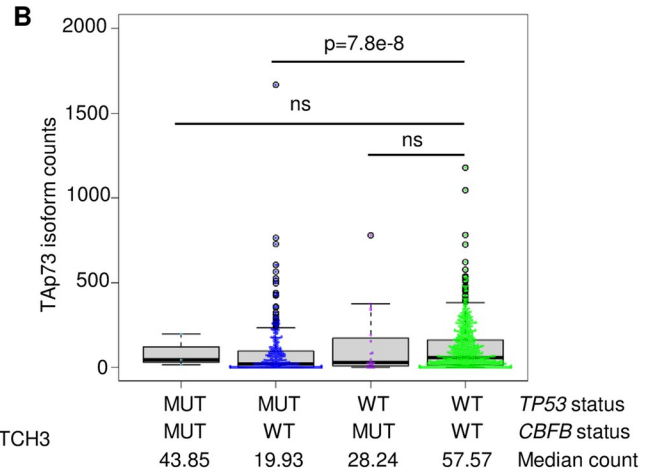 B
2000
p=7.8e-8
1500
ns
ns
1000
500
0
TAp73 isoform counts
MUT MUT WT WT TP53 status
TCH3 MUT WT MUT WT CBFB status
43.85 19.93 28.24 57.57 Median count